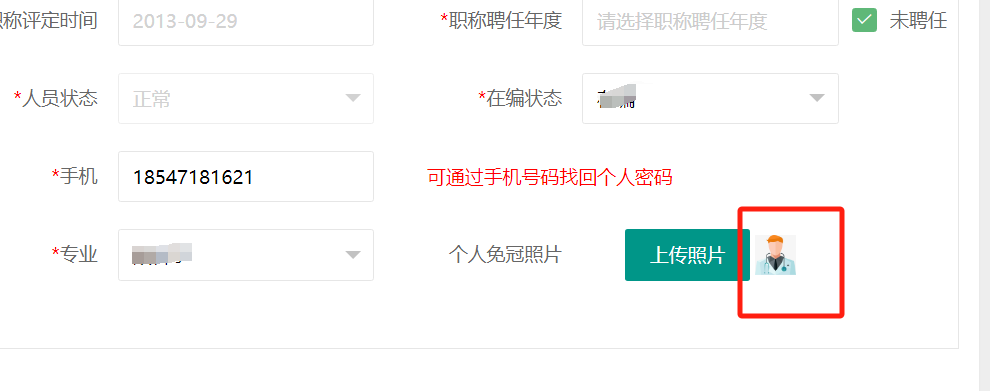 职称评定时间 2013-09-29 *职称聘任年度 请选择职称聘任年度 未聘任
*人员状态 正常 *在编状态
*手机 18547181621 可通过手机号码找回个人密码
*专业 个人免冠照片 上传照片